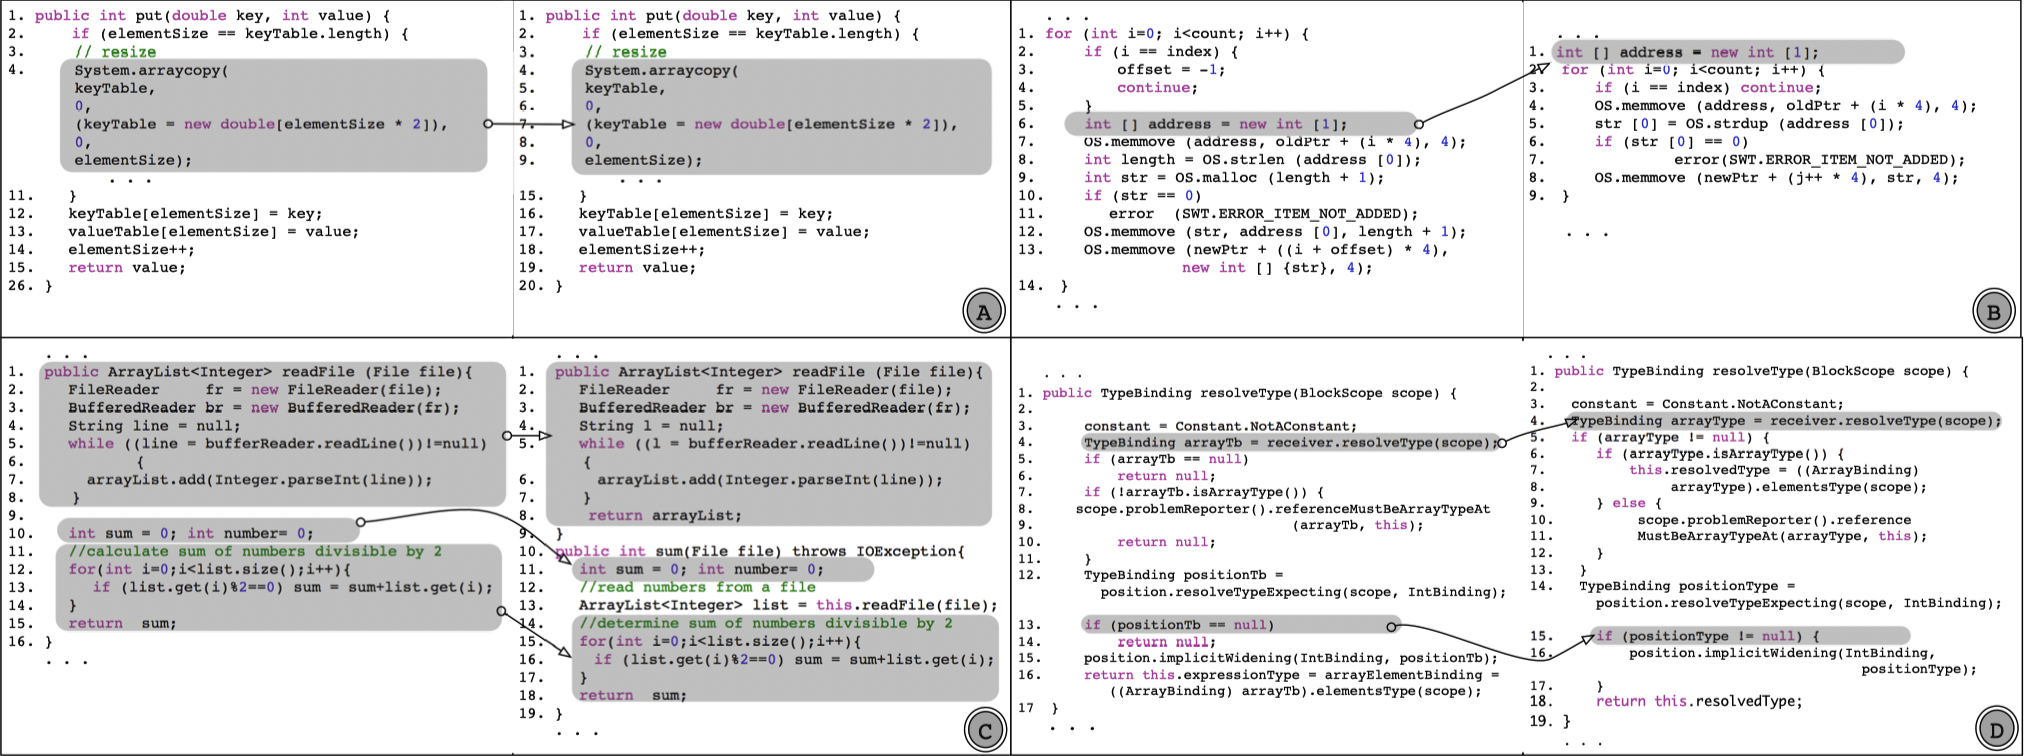 1. public int put(double key, int value) {
2. if (elementSize == keyTable.length) {
3. // resize
4. System.arraycopy(
keyTable,
0,
(keyTable = new double[elementSize * 2]),
0,
elementSize);
. . .
11. }
12. keyTable[elementSize] = key;
13. valueTable[elementSize] = value;
14. elementSize++;
15. return value;
26. }
1. public int put(double key, int value) {
2. if (elementSize == keyTable.length) {
3. // resize
4. System.arraycopy(
5. keyTable,
6. 0,
7. (keyTable = new double[elementSize * 2]),
8. 0,
9. elementSize);
. . .
15. }
16. keyTable[elementSize] = key;
17. valueTable[elementSize] = value;
18. elementSize++;
19. return value;
20. }
A
. . .
1. for (int i=0; i<count; i++) {
2. if (i == index) {
3. offset = -1;
4. continue;
5. }
6. int [] address = new int [1];
7. OS.memmove (address, oldPtr + (i * 4), 4);
8. int length = OS.strlen (address [0]);
9. int str = OS.malloc (length + 1);
10. if (str == 0)
11. error (SWT.ERROR_ITEM_NOT_ADDED);
12. OS.memmove (str, address [0], length + 1);
13. OS.memmove (newPtr + ((i + offset) * 4),
new int [] {str}, 4);
14. }
. . .
. . .
1. int [] address = new int [1];
2. for (int i=0; i<count; i++) {
3. if (i == index) continue;
4. OS.memmove (address, oldPtr + (i * 4), 4);
5. str [0] = OS.strdup (address [0]);
6. if (str [0] == 0)
7. error(SWT.ERROR_ITEM_NOT_ADDED);
8. OS.memmove (newPtr + (j++ * 4), str, 4);
9. }
. . .
B
. . .
1. public ArrayList<Integer> readFile (File file){
2. FileReader fr = new FileReader(file);
3. BufferedReader br = new BufferedReader(fr);
4. String line = null;
5. while ((line = bufferReader.readLine())!=null)
6. {
7. arrayList.add(Integer.parseInt(line));
8. }
9.
10. int sum = 0; int number= 0;
11. //calculate sum of numbers divisible by 2
12. for(int i=0;i<list.size();i++){
13. if (list.get(i)%2==0) sum = sum+list.get(i);
14. }
15. return sum;
16. }
. . .
. . .
1. public ArrayList<Integer> readFile (File file){
2. FileReader fr = new FileReader(file);
3. BufferedReader br = new BufferedReader(fr);
4. String l = null;
5. while ((l = bufferReader.readLine())!=null)
{
6. arrayList.add(Integer.parseInt(line));
7. }
8. return arrayList;
9. }
10. public int sum(File file) throws IOException{
11. int sum = 0; int number= 0;
12. //read numbers from a file
13. ArrayList<Integer> list = this.readFile(file);
14. //determine sum of numbers divisible by 2
15. for(int i=0;i<list.size();i++){
16. if (list.get(i)%2==0) sum = sum+list.get(i);
17. }
18. return sum;
19. }
. . .
C
. . .
1. public TypeBinding resolveType(BlockScope scope) {
2.
3. constant = Constant.NotAConstant;
4. TypeBinding arrayTb = receiver.resolveType(scope);
5. if (arrayTb == null)
6. return null;
7. if (!arrayTb.isArrayType()) {
8. scope.problemReporter().referenceMustBeArrayTypeAt
9. (arrayTb, this);
10. return null;
11. }
12. TypeBinding positionTb =
position.resolveTypeExpecting(scope, IntBinding);
13. if (positionTb == null)
14. return null;
15. position.implicitWidening(IntBinding, positionTb);
16. return this.expressionType = arrayElementBinding =
((ArrayBinding) arrayTb).elementsType(scope);
17 }
. . .
. . .
1. public TypeBinding resolveType(BlockScope scope) {
2.
3. constant = Constant.NotAConstant;
4. TypeBinding arrayType = receiver.resolveType(scope);
5. if (arrayType != null) {
6. if (arrayType.isArrayType()) {
7. this.resolvedType = ((ArrayBinding)
8. arrayType).elementsType(scope);
9. } else {
10. scope.problemReporter().reference
11. MustBeArrayTypeAt(arrayType, this);
12. }
13. }
14. TypeBinding positionType =
position.resolveTypeExpecting(scope, IntBinding);
15. if (positionType != null) {
16. position.implicitWidening(IntBinding,
positionType);
17. }
18. return this.resolvedType;
19. }
. . .
D